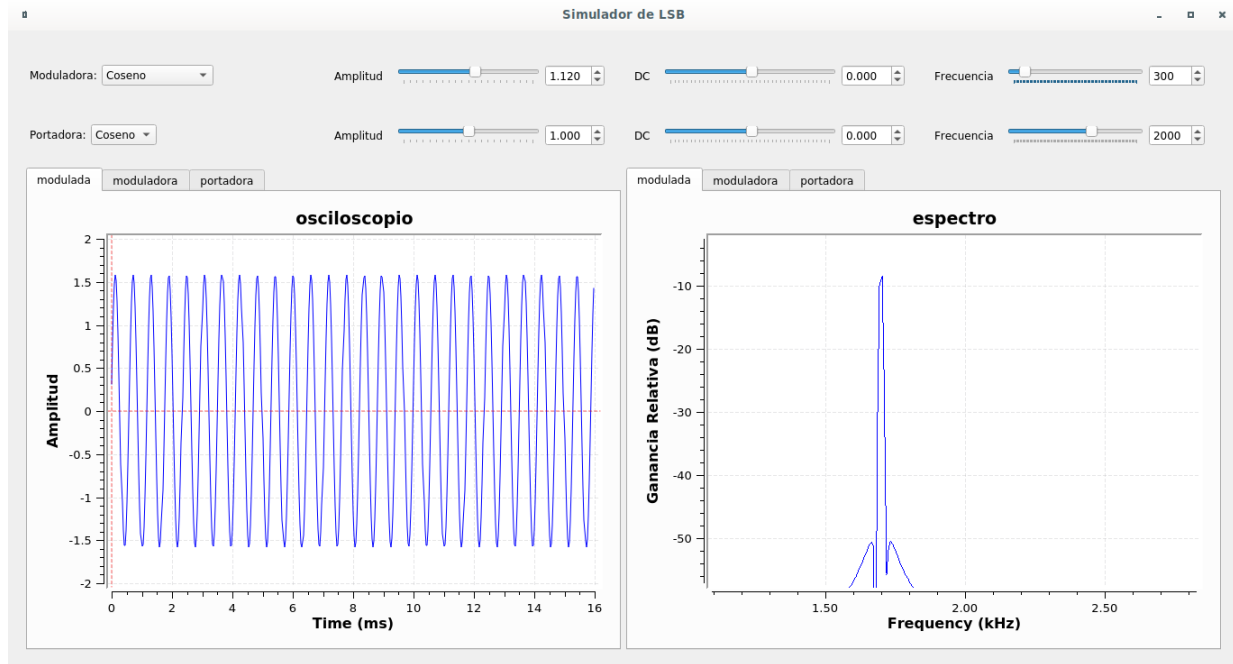 Simulador de LSB
Moduladora: Coseno Amplitud 1.120 DC 0.000 Frecuencia 300
Portadora: Coseno Amplitud 1.000 DC 0.000 Frecuencia 2000
modulada moduladora portadora
modulada moduladora portadora
osciloscopio
2
1.5
1
0.5
0
-0.5
-1
-1.5
-2
Amplitud
0 2 4 6 8 10 12 14 16
Time (ms)
espectro
-10
-20
-30
-40
-50
Ganancia Relativa (dB)
1.50 2.00 2.50
Frequency (kHz)